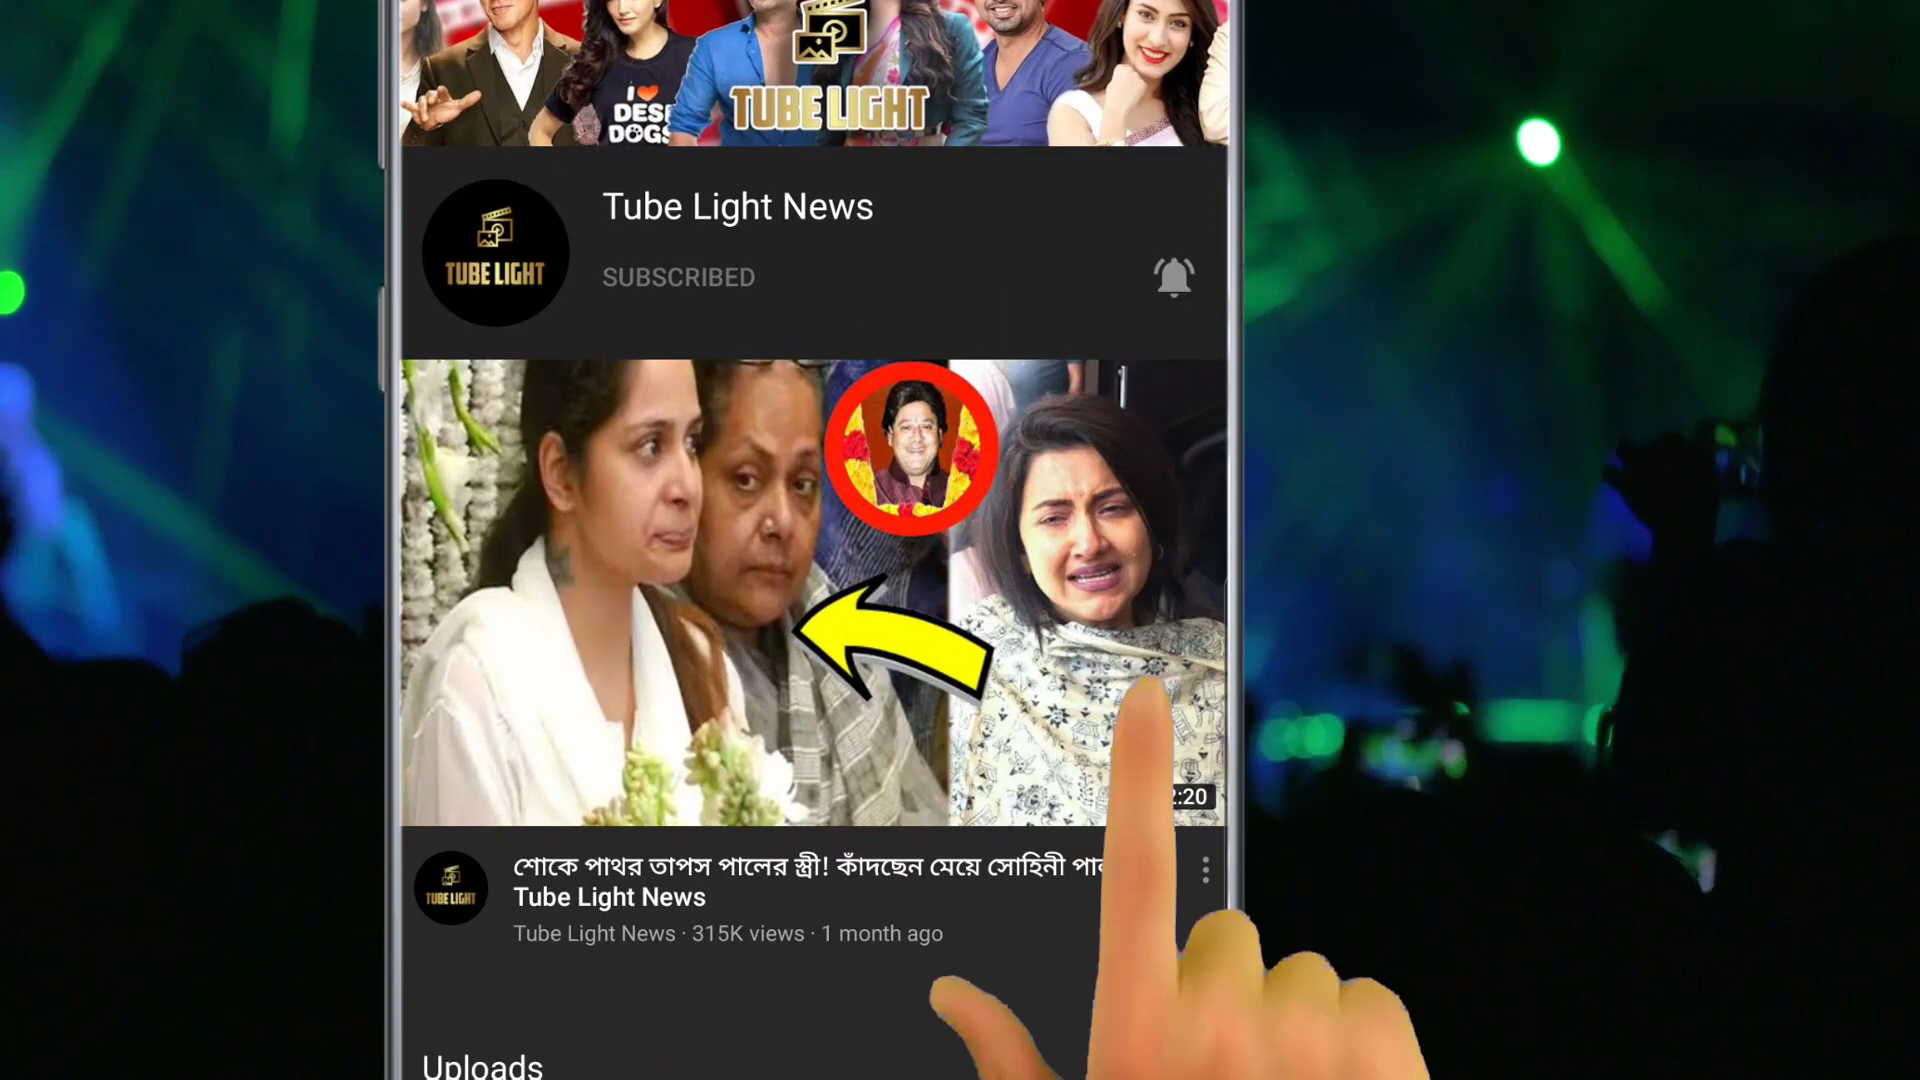 I
DESI
DOGS
TUBE LIGHT
Tube Light News
SUBSCRIBED
TUBE LIGHT
শোকে পাথর তাপস পালের স্ত্রী! কাঁদছেন মেয়ে সোহিনী
Tube Light News
TUBE LIGHT
Tube Light News · 315K views · 1 month ago
Uploads